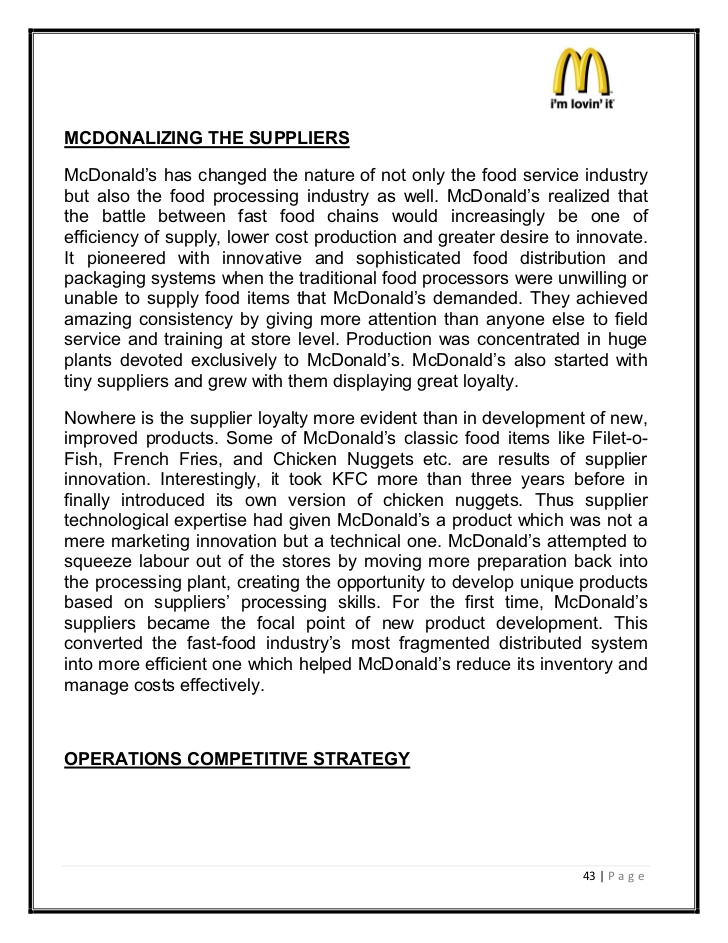 i'm lovin' it
MCDONALIZING THE SUPPLIERS
McDonald's has changed the nature of not only the food service industry
but also the food processing industry as well. McDonald's realized that
the battle between fast food chains would increasingly be one of
efficiency of supply, lower cost production and greater desire to innovate.
It pioneered with innovative and sophisticated food distribution and
packaging systems when the traditional food processors were unwilling or
unable to supply food items that McDonald's demanded. They achieved
amazing consistency by giving more attention than anyone else to field
service and training at store level. Production was concentrated in huge
plants devoted exclusively to McDonald's. McDonald's also started with
tiny suppliers and grew with them displaying great loyalty.
Nowhere is the supplier loyalty more evident than in development of new,
improved products. Some of McDonald's classic food items like Filet-o-
Fish, French Fries, and Chicken Nuggets etc. are results of supplier
innovation. Interestingly, it took KFC more than three years before in
finally introduced its own version of chicken nuggets. Thus supplier
technological expertise had given McDonald's a product which was not a
mere marketing innovation but a technical one. McDonald's attempted to
squeeze labour out of the stores by moving more preparation back into
the processing plant, creating the opportunity to develop unique products
based on suppliers' processing skills. For the first time, McDonald's
suppliers became the focal point of new product development. This
converted the fast-food industry's most fragmented distributed system
into more efficient one which helped McDonald's reduce its inventory and
manage costs effectively.
OPERATIONS COMPETITIVE STRATEGY
43 | Page